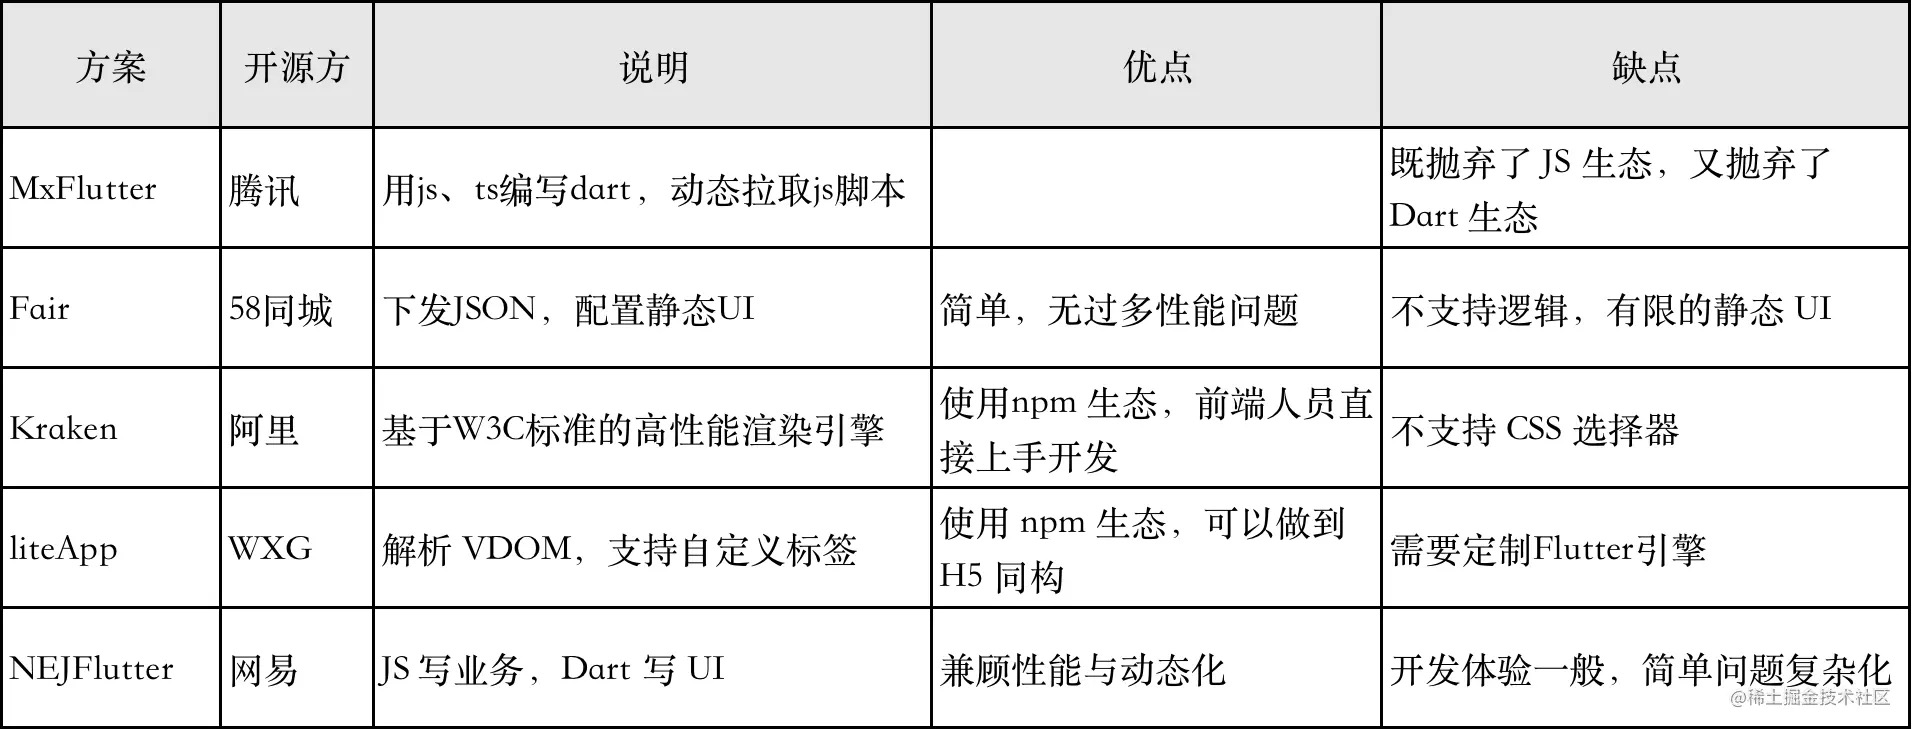 方案 开源方 说明 优点 缺点
MxFlutter 腾讯 用js、ts编写dart，动态拉取js脚本 既抛弃了 JS 生态，又抛弃了
Dart 生态
Fair 58同城 下发JSON，配置静态UI 简单，无过多性能问题 不支持逻辑，有限的静态 UI
Kraken 阿里 基于W3C标准的高性能渲染引擎 使用npm 生态，前端人员直
接上手开发 不支持 CSS 选择器
liteApp WXG 解析 VDOM，支持自定义标签 使用 npm 生态，可以做到
H5 同构 需要定制Flutter引擎
NEJFlutter 网易 JS 写业务，Dart 写 UI 兼顾性能与动态化 开发体验一般，简单问题复杂化
@稀土掘金技术社区